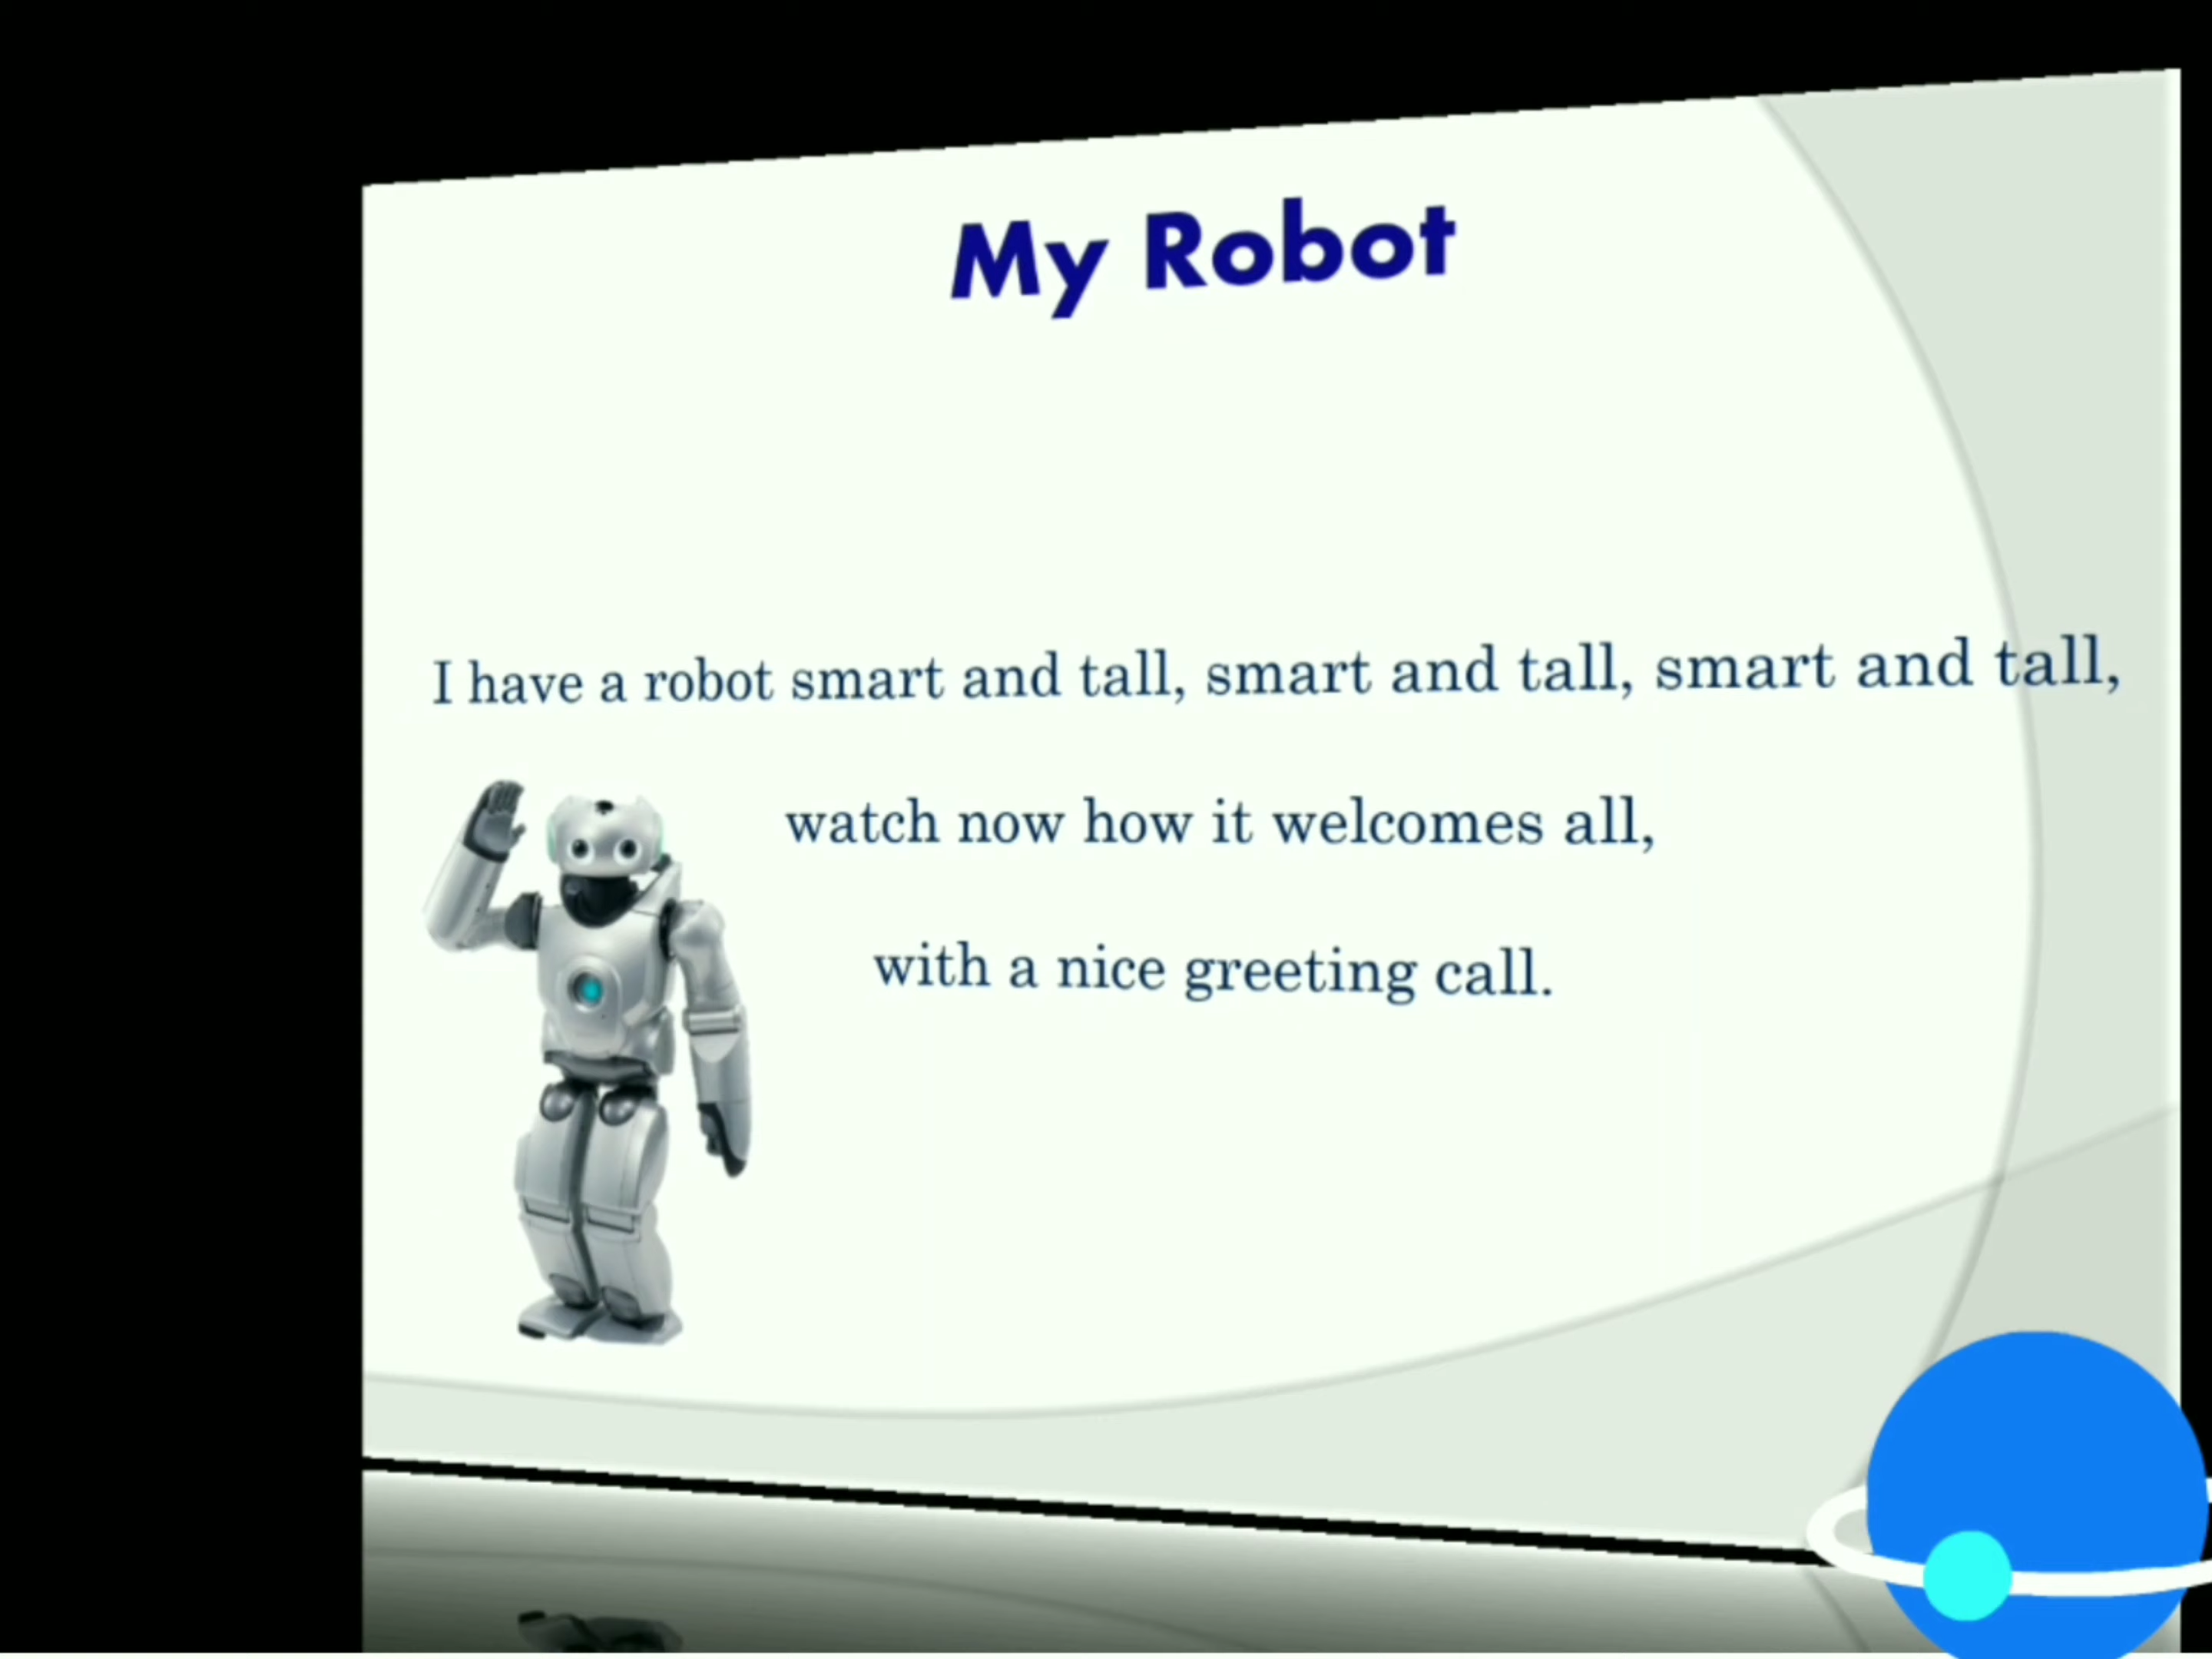 My Robot
I have a robot smart and tall, smart and tall, smart and tall,
watch now how it welcomes all,
with a nice greeting call.